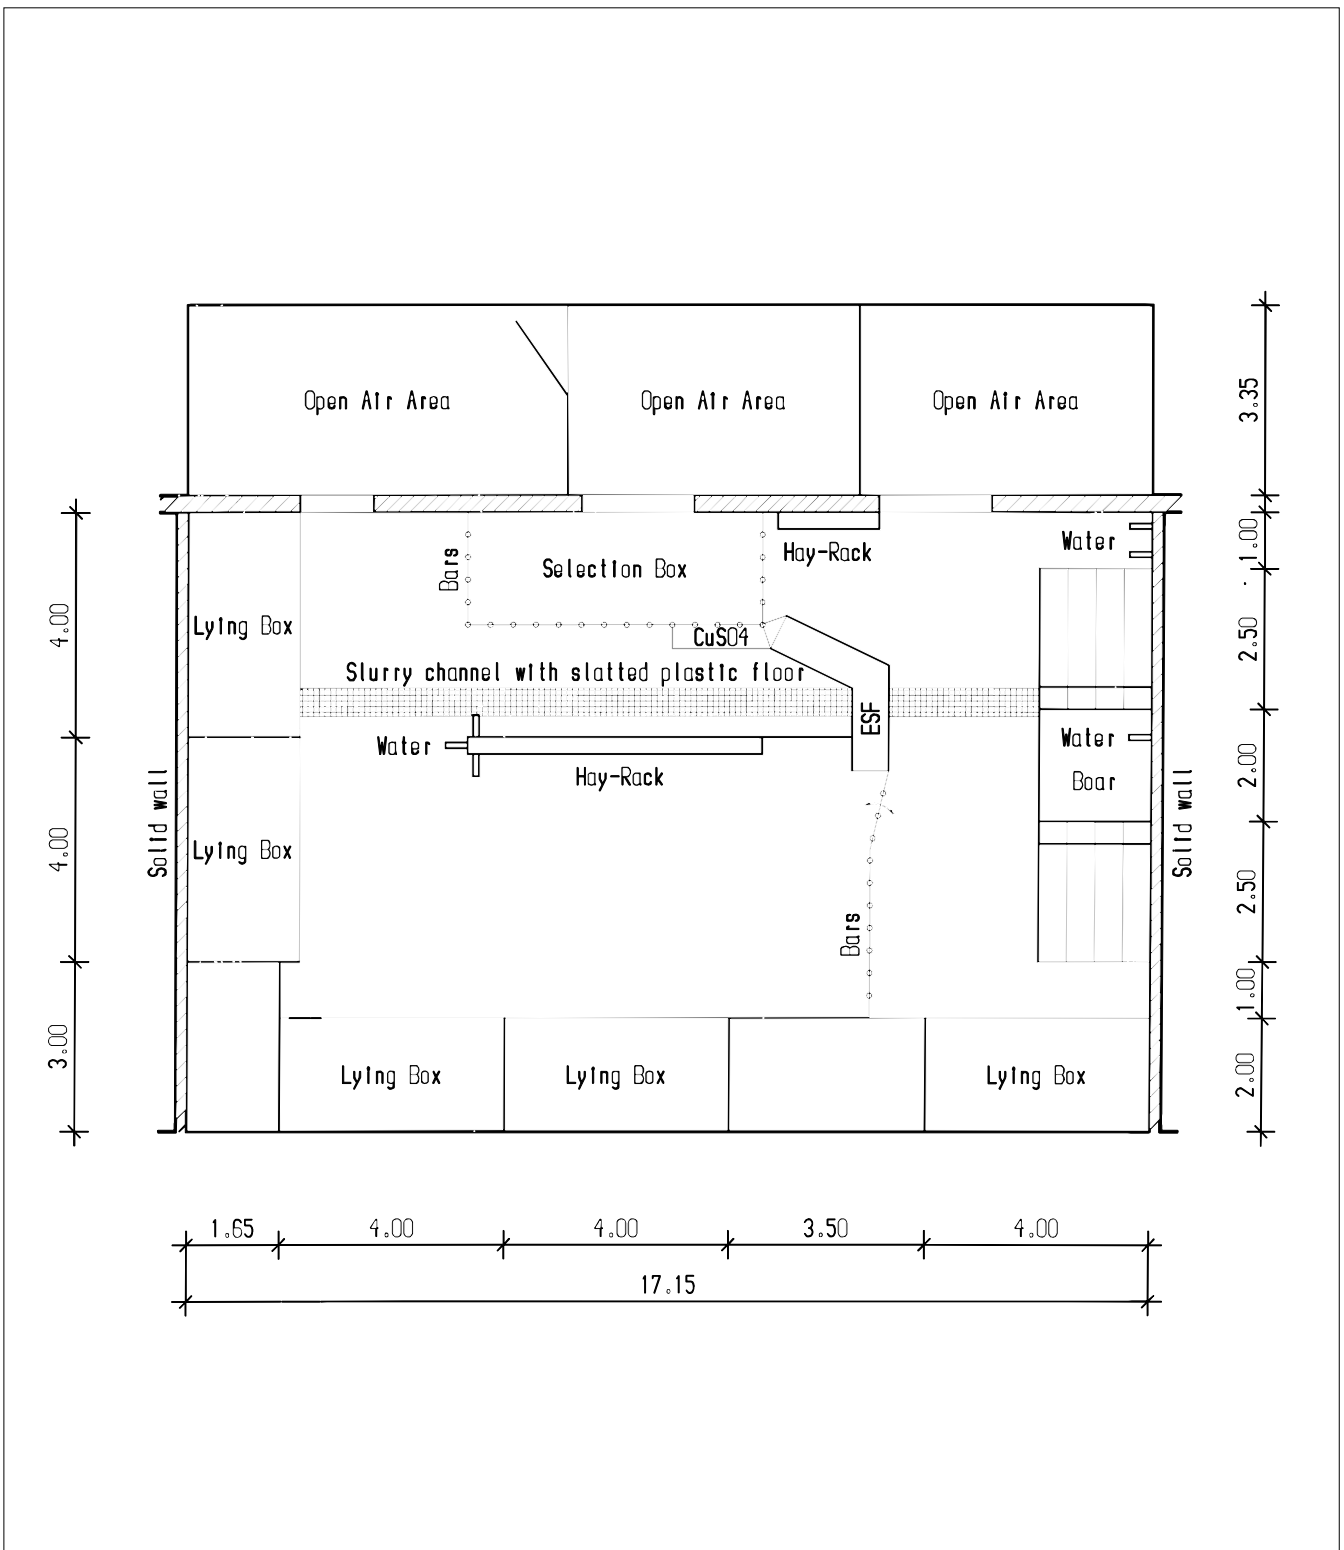 Open Air Area
Open Air Area
Open Air Area
3.35
Water
1.00
Hay-Rack
Bars
Selection Box
4.00
Lying Box
CuSO4
2.50
Slurry channel with slatted plastic floor
ESF
Water
Water
Hay-Rack
Boar
2.00
Solid wall
Solid wall
4.00
Lying Box
2.50
Bars
1.00
3.00
Lying Box
Lying Box
Lying Box
2.00
1.65
4.00
4.00
3.50
4.00
17.15